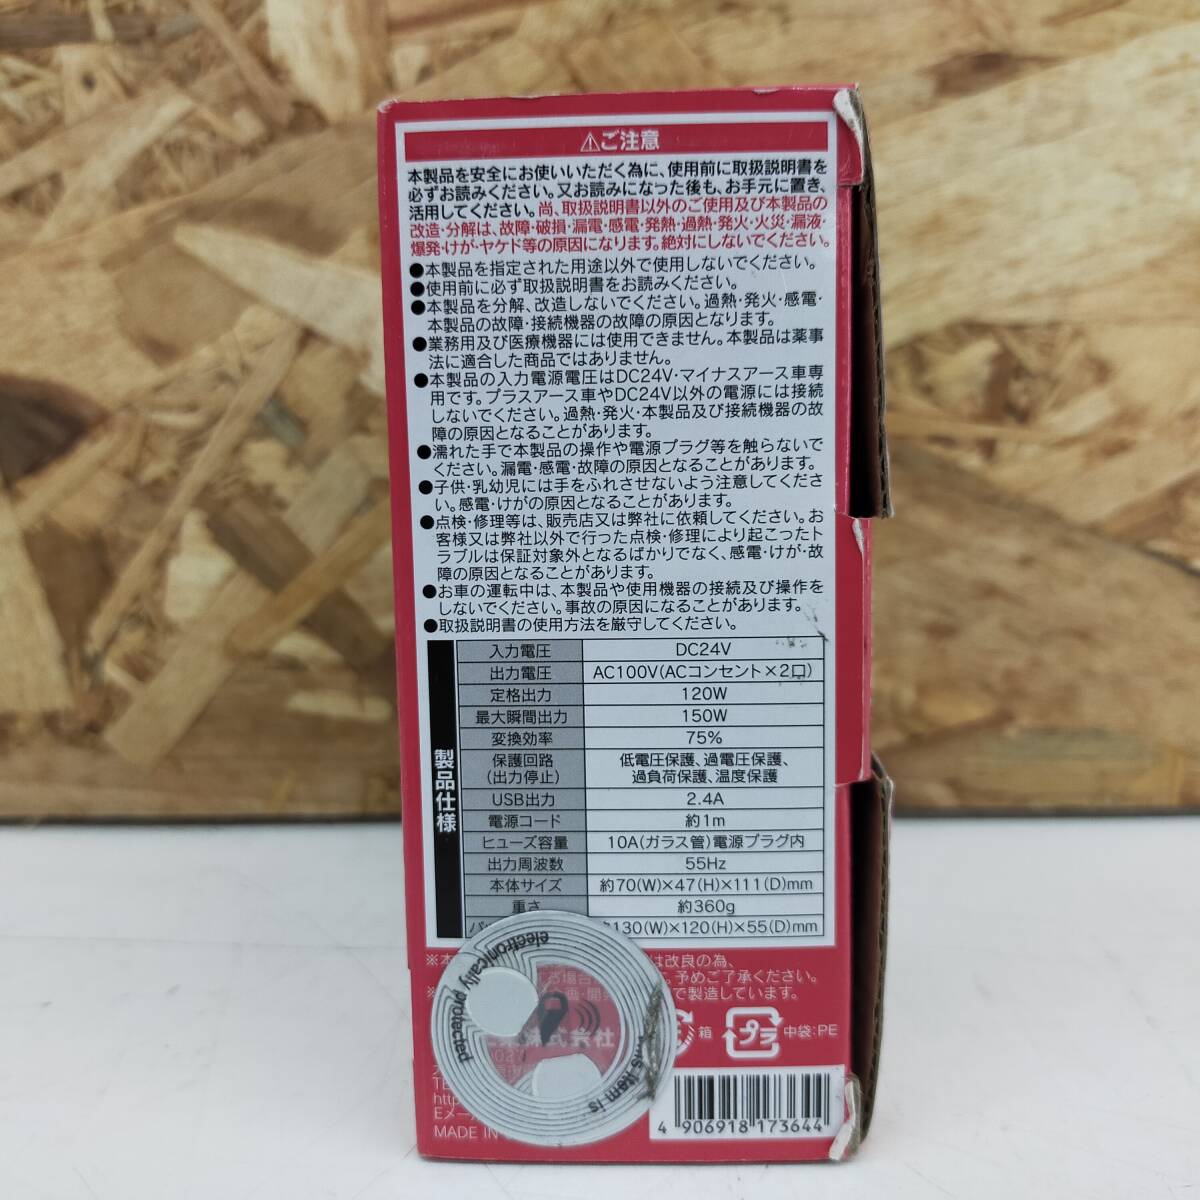 ⚠ご注意
本製品を安全にお使いいただく為に、使用前に取扱説明書を
必ずお読みください。又お読みになった後も、お手元に置き、
活用してください。尚、取扱説明書以外のご使用及び本製品の
改造・分解は、故障・破損・漏電・感電・発熱・過熱・発火・火災・漏液・
爆発・けが・ヤケド等の原因になります。絶対にしないでください。
●本製品を指定された用途以外で使用しないでください。
●使用前に必ず取扱説明書をお読みください。
●本製品を分解、改造しないでください。過熱・発火・感電・
本製品の故障・接続機器の故障の原因となります。
●業務用及び医療機器には使用できません。本製品は薬事
法に適合した商品ではありません。
●本製品の入力電源電圧はDC24V・マイナスアース車専
用です。プラスアース車やDC24V以外の電源には接続
しないでください。過熱・発火・本製品及び接続機器の故
障の原因となることがあります。
●濡れた手で本製品の操作や電源プラグ等を触らないで
ください。漏電・感電・故障の原因となることがあります。
●子供・乳幼児には手をふれさせないよう注意してくださ
い。感電・けがの原因となることがあります。
●点検・修理等は、販売店又は弊社に依頼してください。お
客様又は弊社以外で行った点検・修理により起こったト
ラブルは保証対象外となるばかりでなく、感電・けが・故
障の原因となることがあります。
●お車の運転中は、本製品や使用機器の接続及び操作を
しないでください。事故の原因になることがあります。
●取扱説明書の使用方法を厳守してください。
製品仕様
入力電圧 DC24V
出力電圧 AC100V(ACコンセント×2口)
定格出力 120W
最大瞬間出力 150W
変換効率 75%
保護回路 低電圧保護、過電圧保護、
(出力停止) 過負荷保護、温度保護
USB出力 2.4A
電源コード 約1m
ヒューズ容量 10A(ガラス管)電源プラグ内
出力周波数 55Hz
本体サイズ 約70(W)×47(H)×111(D)mm
重さ 約360g
130(W)×120(H)×55(D)mm
※本 は改良の為、
る場合 予めご了承ください。
※ 企画・開発 で製造しています。
株式会社
箱
プラ
中袋:PE
http
Eメール
MADE IN
4 906918 173644
electronically protected
this item is